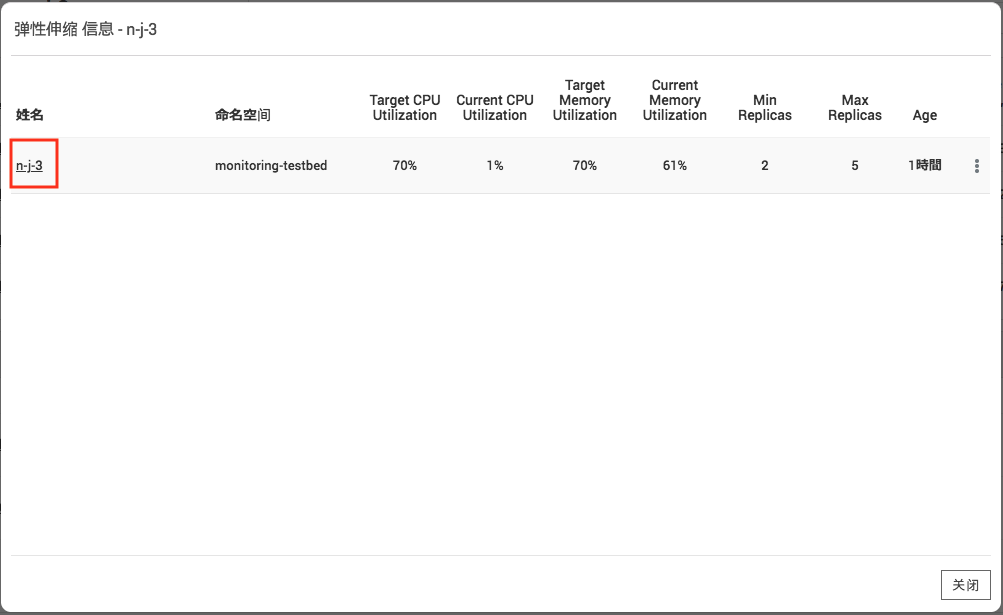 弹性伸缩 信息 - n-j-3
姓名 命名空间 Target CPU Utilization Current CPU Utilization Target Memory Utilization Current Memory Utilization Min Replicas Max Replicas Age
n-j-3 monitoring-testbed 70% 1% 70% 61% 2 5 1時間
关闭